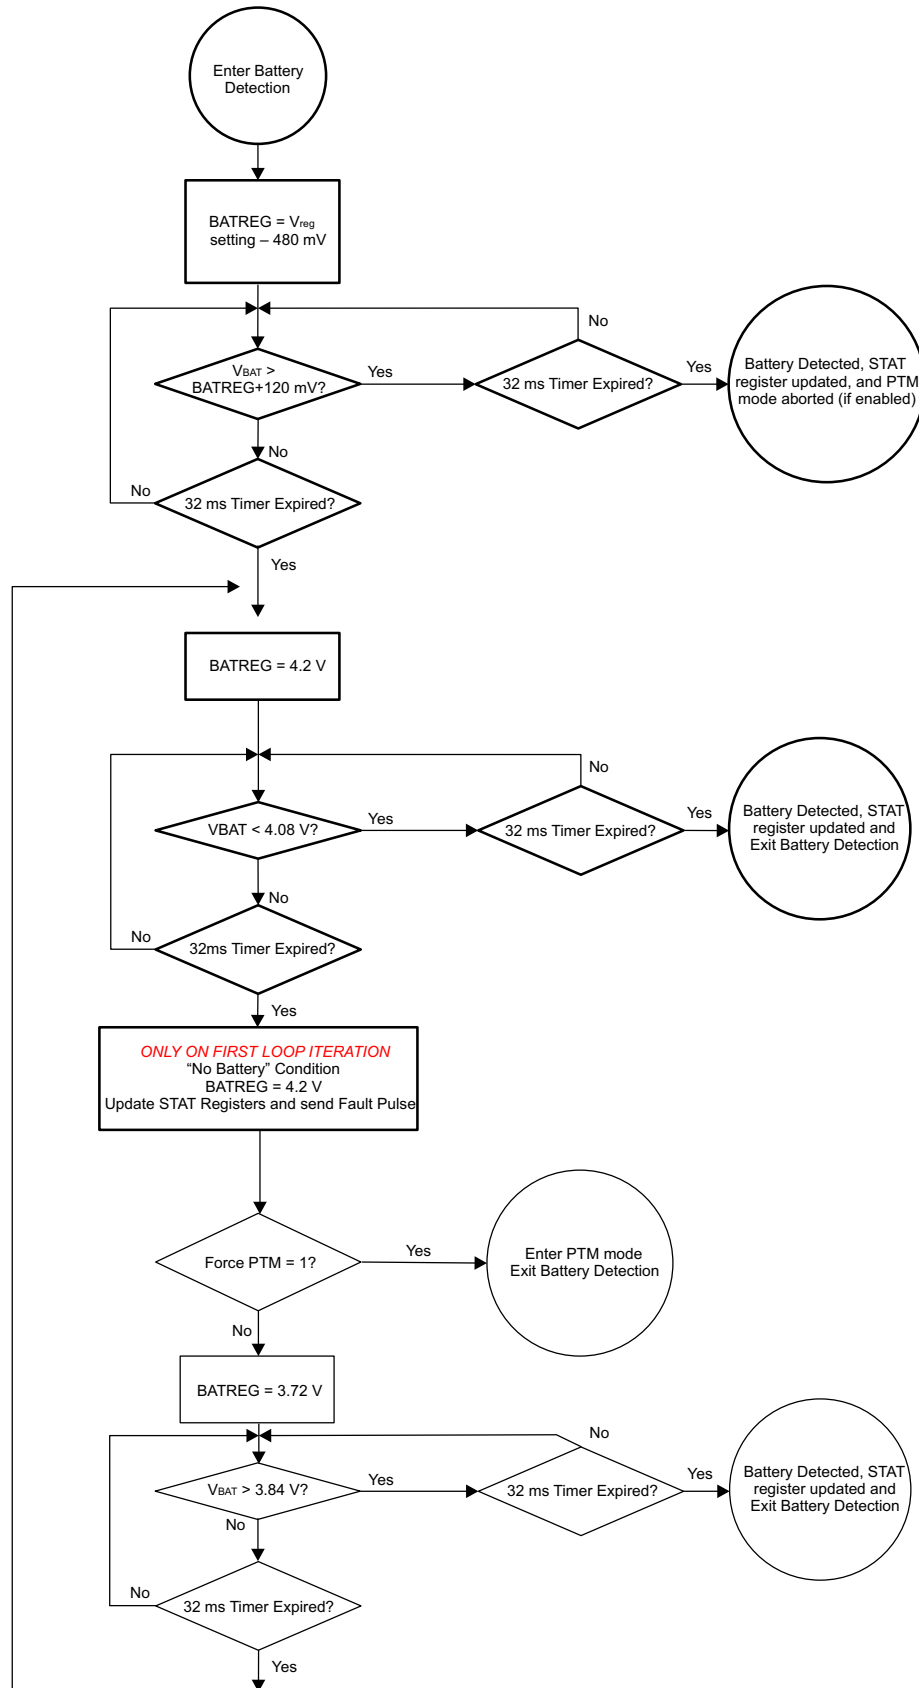 Enter Battery
Detection
BATREG = Vreg
setting – 480 mV
No
VBAT >
BATREG+120 mV?
Yes
32 ms Timer Expired?
Yes
Battery Detected, STAT
register updated, and PTM
mode aborted (if enabled)
No
No
32 ms Timer Expired?
Yes
BATREG = 4.2 V
No
VBAT < 4.08 V?
Yes
32 ms Timer Expired?
Yes
Battery Detected, STAT
register updated and
Exit Battery Detection
No
No
32ms Timer Expired?
Yes
ONLY ON FIRST LOOP ITERATION
“No Battery” Condition
BATREG = 4.2 V
Update STAT Registers and send Fault Pulse
Force PTM = 1?
Yes
Enter PTM mode
Exit Battery Detection
No
BATREG = 3.72 V
No
VBAT > 3.84 V?
Yes
32 ms Timer Expired?
Yes
Battery Detected, STAT
register updated and
Exit Battery Detection
No
No
32 ms Timer Expired?
Yes